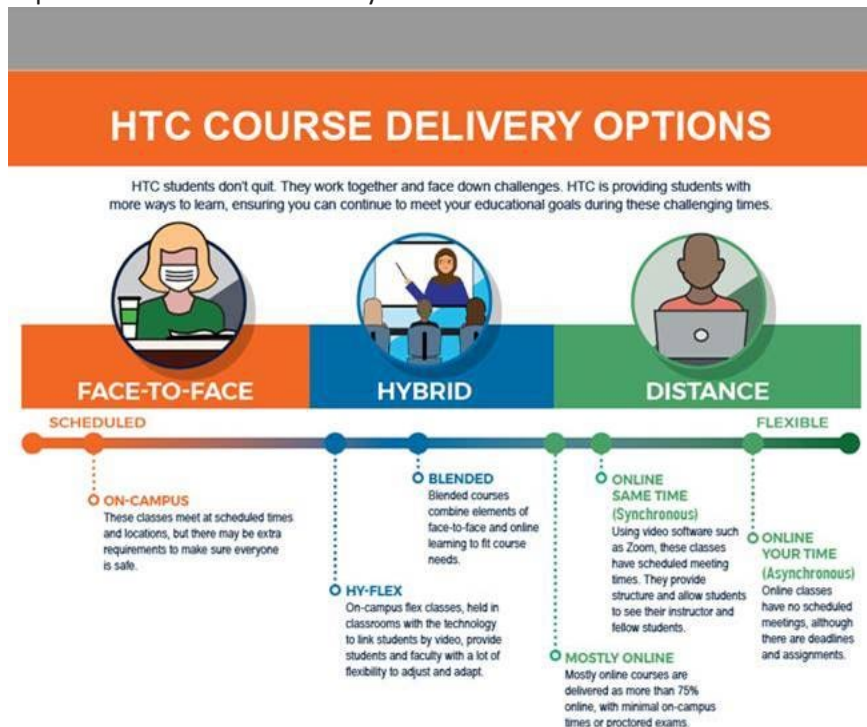 HTC COURSE DELIVERY OPTIONS
HTC students don't quit. They work together and face down challenges. HTC is providing students with
more ways to learn, ensuring you can continue to meet your educational goals during these challenging times.
FACE-TO-FACE
HYBRID
DISTANCE
SCHEDULED
FLEXIBLE
ON-CAMPUS
These classes meet at scheduled times
and locations, but there may be extra
requirements to make sure everyone
is safe.
HY-FLEX
On-campus flex classes, held in
classrooms with the technology
to link students by video, provide
students and faculty with a lot of
flexibility to adjust and adapt.
BLENDED
Blended courses
combine elements of
face-to-face and online
learning to fit course
needs.
MOSTLY ONLINE
Mostly online courses are
delivered as more than 75%
online, with minimal on-campus
times or proctored exams.
ONLINE
SAME TIME
(Synchronous)
Using video software such
as Zoom, these classes
have scheduled meeting
times. They provide
structure and allow students
to see their instructor and
fellow students.
ONLINE
YOUR TIME
(Asynchronous)
Online classes
have no scheduled
meetings, although
there are deadlines
and assignments.